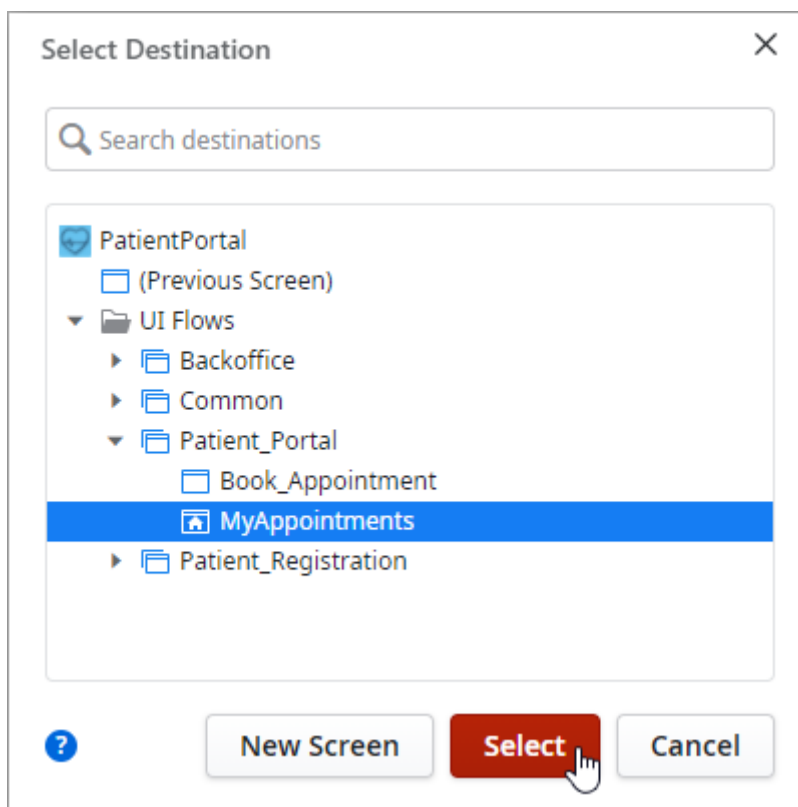 Select Destination
Search destinations
PatientPortal
(Previous Screen)
UI Flows
Backoffice
Common
Patient_Portal
Book_Appointment
MyAppointments
Patient_Registration
? New Screen Select Cancel